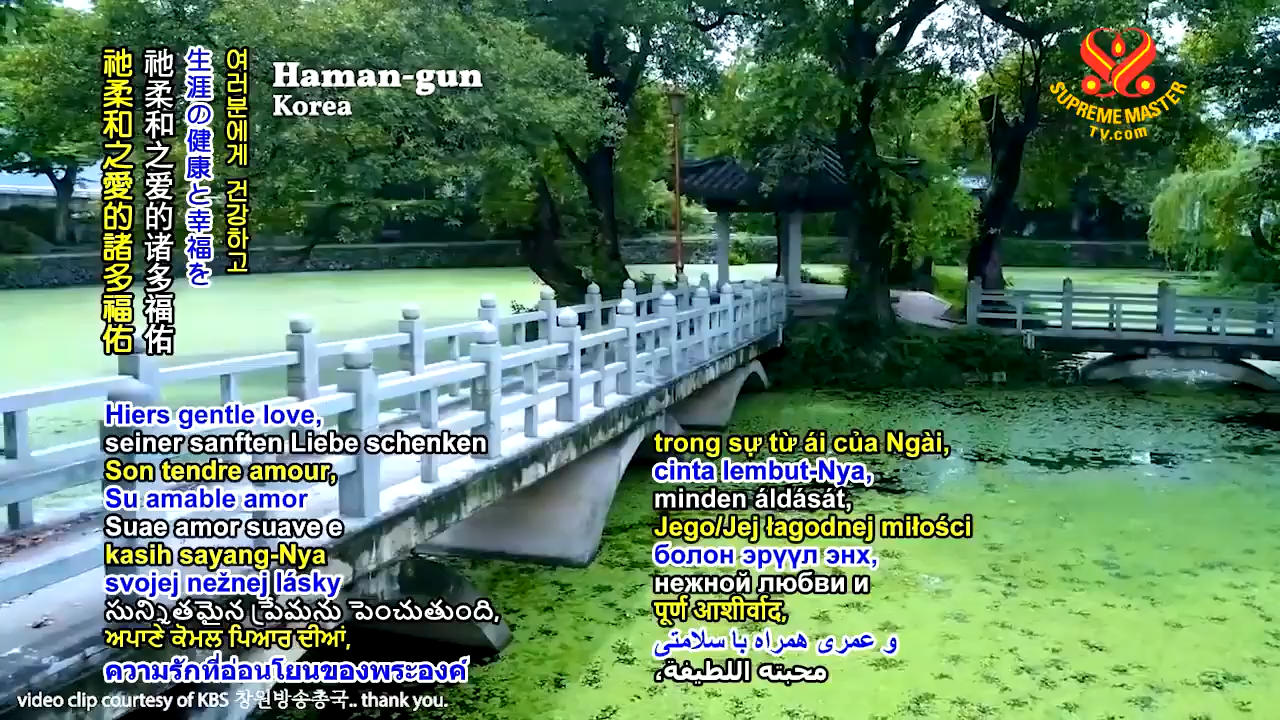 Haman-gun
Korea
SUPREME MASTER
TV.com
여러분에게 건강하고
生涯の健康と幸福を
祂柔和之爱的诸多福佑
祂柔和之愛的諸多福佑
Hiers gentle love,
seiner sanften Liebe schenken
Son tendre amour,
Su amable amor
Suae amor suave e
kasih sayang-Nya
svojej nežnej lásky
సున్నితమైన ప్రేమను పెంచుతుంది,
ਅਪਾਣੇ ਕੋਮਲ ਪਿਆਰ ਦੀਆਂ,
ความรักที่อ่อนโยนของพระองค์
trong sự từ ái của Ngài,
cinta lembut-Nya,
minden áldását,
Jego/Jej łagodnej miłości
болон эрүүл энх,
нежной любви и
पूर्ण आशीर्वाद,
و عمری همراه با سلامتی
محبته اللطيفة،
video clip courtesy of KBS 창원방송총국.. thank you.